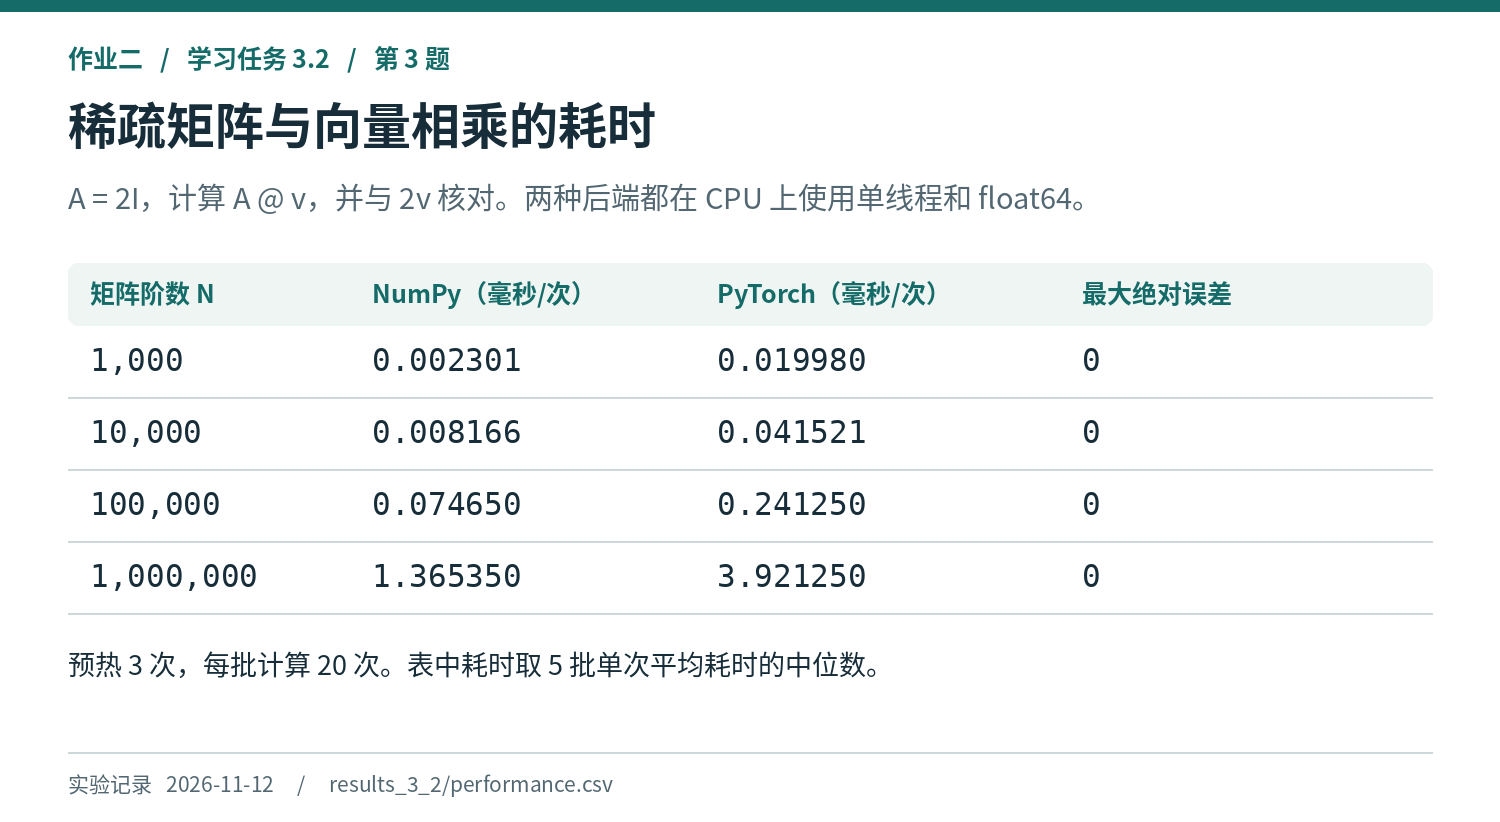 作业二 / 学习任务 3.2 / 第 3 题
稀疏矩阵与向量相乘的耗时
A = 2I，计算 A @ v，并与 2v 核对。两种后端都在 CPU 上使用单线程和 float64。
矩阵阶数 N NumPy（毫秒/次） PyTorch（毫秒/次） 最大绝对误差
1,000 0.002301 0.019980 0
10,000 0.008166 0.041521 0
100,000 0.074650 0.241250 0
1,000,000 1.365350 3.921250 0
预热 3 次，每批计算 20 次。表中耗时取 5 批单次平均耗时的中位数。
实验记录 2026-11-12 / results_3_2/performance.csv